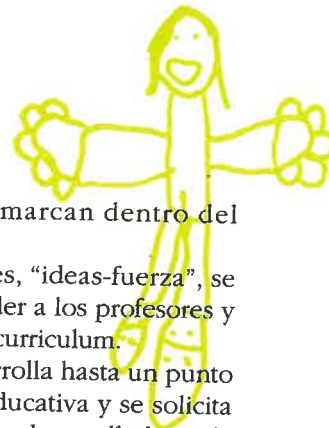 marcan dentro del
es, "ideas-fuerza", se
der a los profesores y
curriculum.
rrolla hasta un punto
ducativa y se solicita